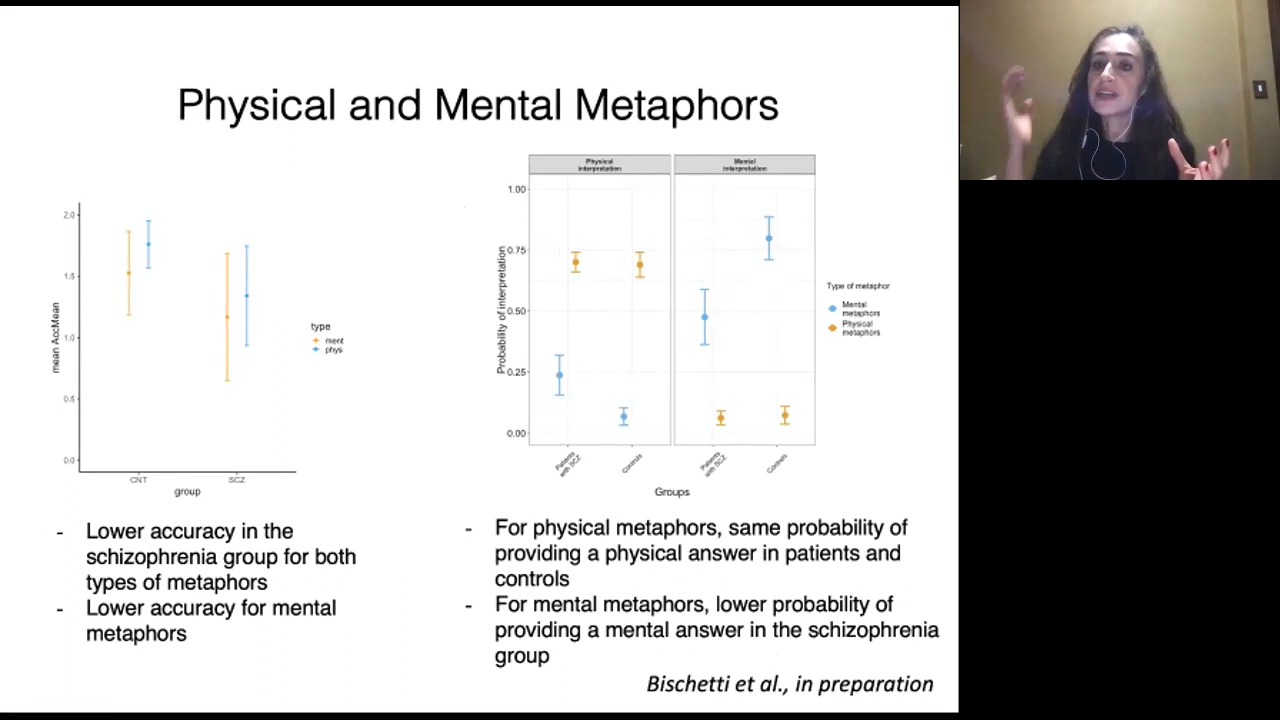 Physical and Mental Metaphors
2.0
1.5
1.0
0.5
0.0
mean AccMean
CNT
SCZ
group
type
ment
phys
Physical
interpretation
Mental
interpretation
1.00
0.75
0.50
0.25
0.00
Probability of interpretation
Patients
with SCZ
Controls
Patients
with SCZ
Controls
Groups
Type of metaphor
Mental
metaphors
Physical
metaphors
- Lower accuracy in the
schizophrenia group for both
types of metaphors
- Lower accuracy for mental
metaphors
- For physical metaphors, same probability of
providing a physical answer in patients and
controls
- For mental metaphors, lower probability of
providing a mental answer in the schizophrenia
group
Bischetti et al., in preparation